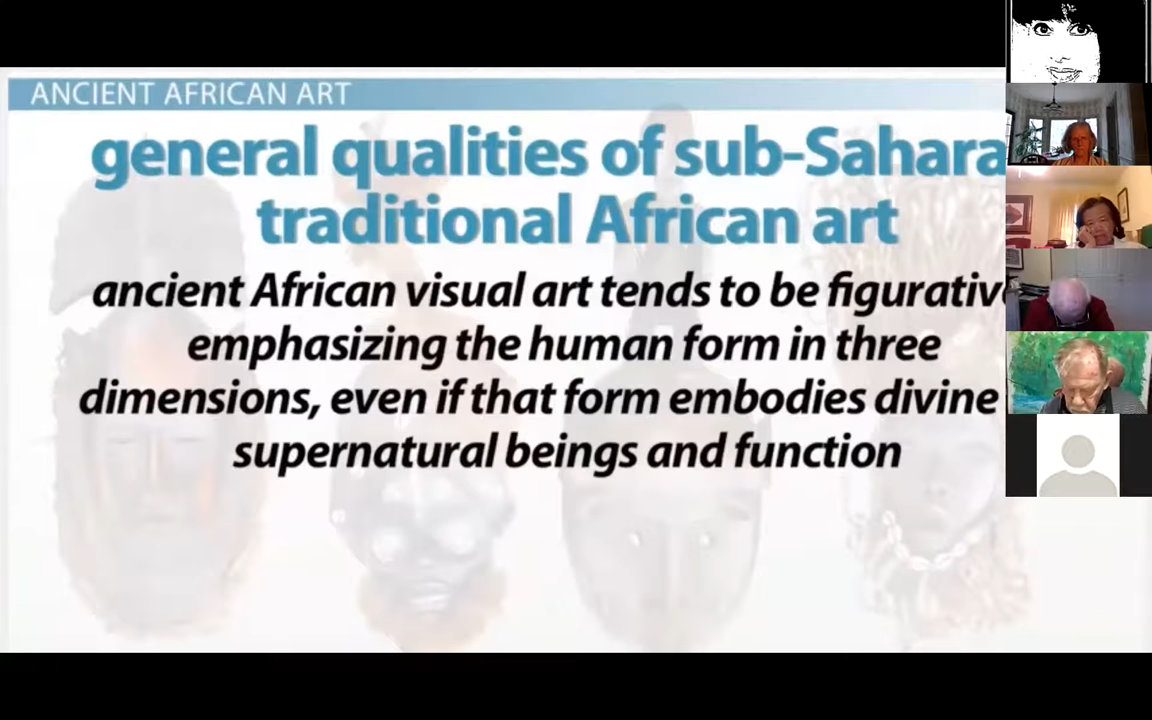 ANCIENT AFRICAN ART
general qualities of sub-Sahara
traditional African art
ancient African visual art tends to be figurativ
emphasizing the human form in three
dimensions, even if that form embodies divine
supernatural beings and function